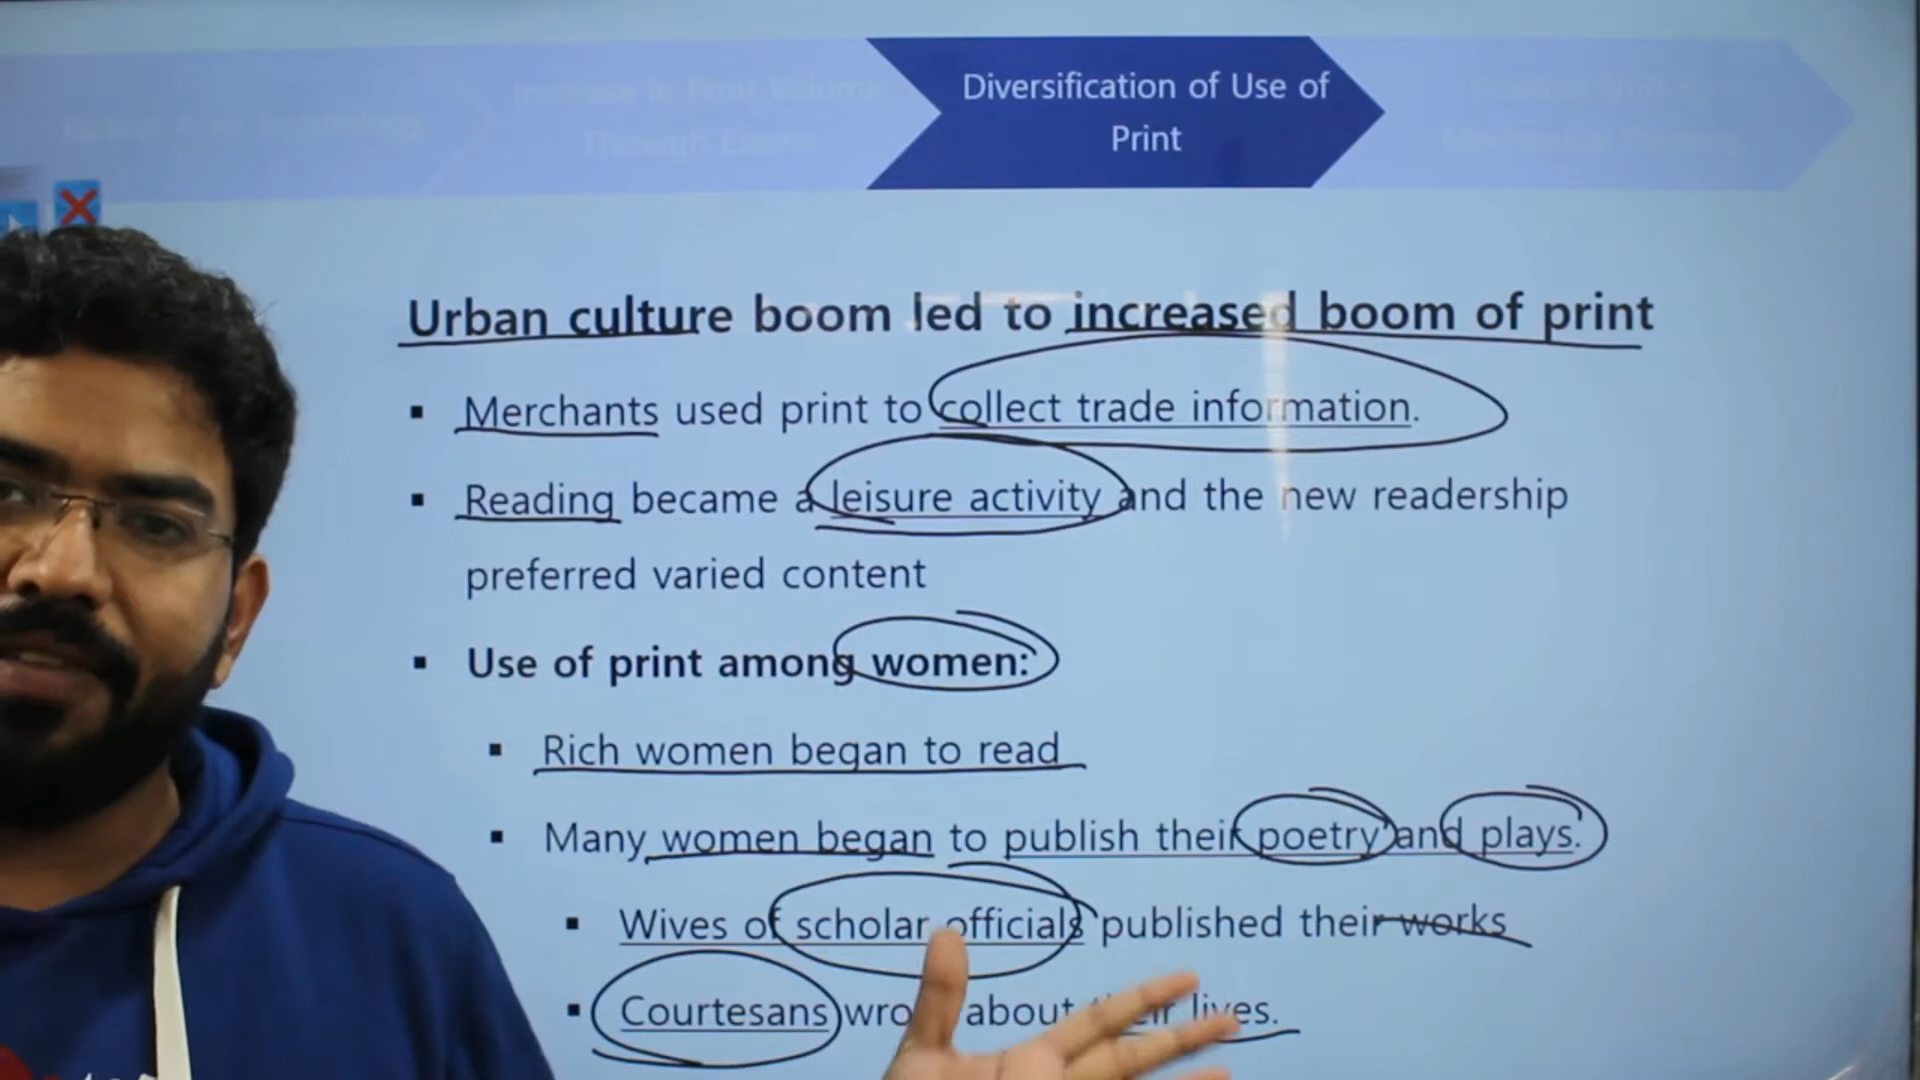 Diversification of Use of
Print
Urban culture boom led to increased boom of print
▪ Merchants used print to collect trade information.
▪ Reading became a leisure activity and the new readership
preferred varied content
▪ Use of print among women:
▪ Rich women began to read
▪ Many women began to publish their poetry and plays.
▪ Wives of scholar officials published their works
▪ Courtesans about lives.